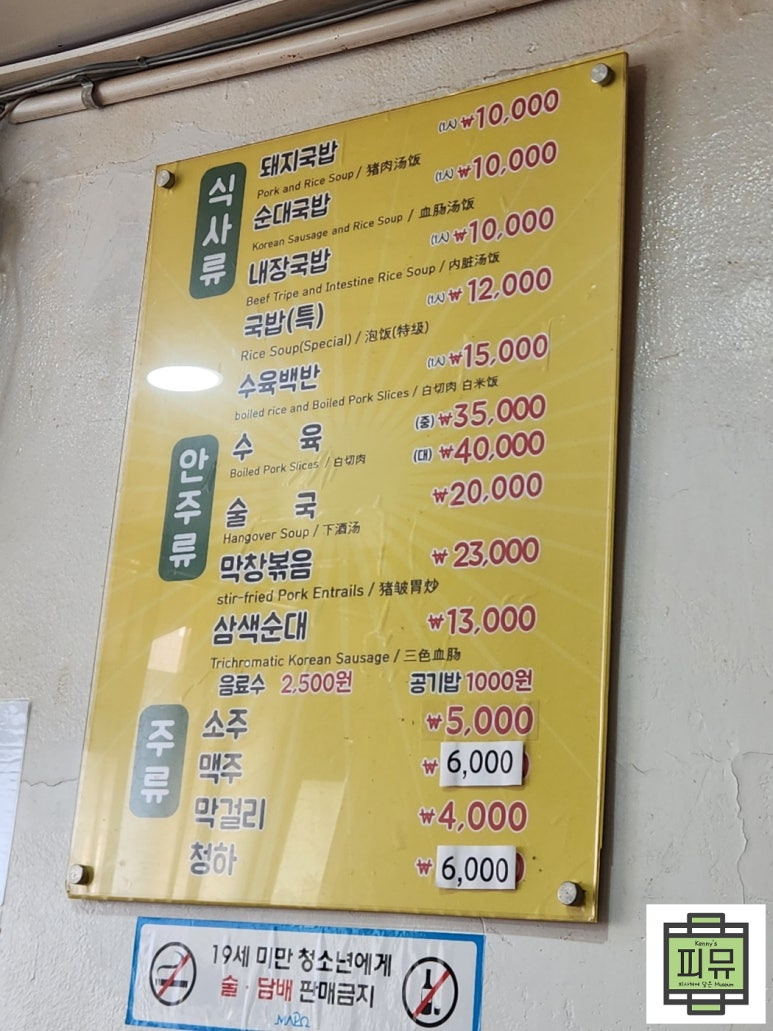 식사류
돼지국밥 (1人) ₩10,000
Pork and Rice Soup / 猪肉汤饭
순대국밥 (1人) ₩10,000
Korean Sausage and Rice Soup / 血肠汤饭
내장국밥 (1人) ₩10,000
Beef Tripe and Intestine Rice Soup / 内脏汤饭
국밥(특) (1人) ₩12,000
Rice Soup(Special) / 泡饭(特级)
수육백반 (1人) ₩15,000
boiled rice and Boiled Pork Slices / 白切肉 白米饭
안주류
수 육 (중) ₩35,000
(대) ₩40,000
Boiled Pork Slices / 白切肉
술 국 ₩20,000
Hangover Soup / 下酒汤
막창볶음 ₩23,000
stir-fried Pork Entrails / 猪皱胃炒
삼색순대 ₩13,000
Trichromatic Korean Sausage / 三色血肠
음료수 2,500원 공기밥 1000원
주류
소주 ₩5,000
맥주 ₩6,000
막걸리 ₩4,000
청하 ₩6,000
19세 미만 청소년에게
술·담배 판매금지
Kenny's
피뮤